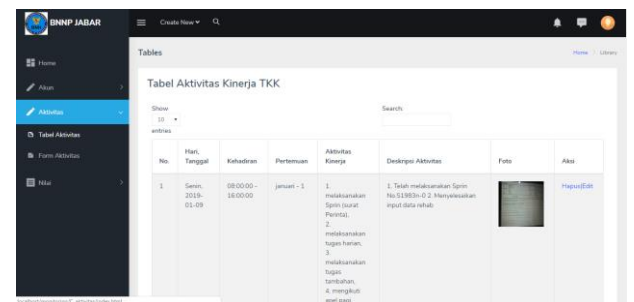 BNNP JABAR
Create New
Tables
Home / Library
Home
Akun
Aktivitas
Tabel Aktivitas
Form Aktivitas
Nilai
Tabel Aktivitas Kinerja TKK
Show
10
entries
Search:
No.
Hari,
Tanggal
Kehadiran
Pertemuan
Aktivitas
Kinerja
Deskripsi Aktivitas
Foto
Aksi
1
Senin,
2019-
01-09
08:00:00 -
16:00:00
januari - 1
1.
melaksanakan
Sprin (surat
Perinta),
2.
melaksanakan
tugas harian,
3.
melaksanakan
tugas
tambahan,
4. mengikuti
apel pagi
1. Telah melaksanakan Sprin
2. Menyelesaikan
input data rehab
Hapus|Edit